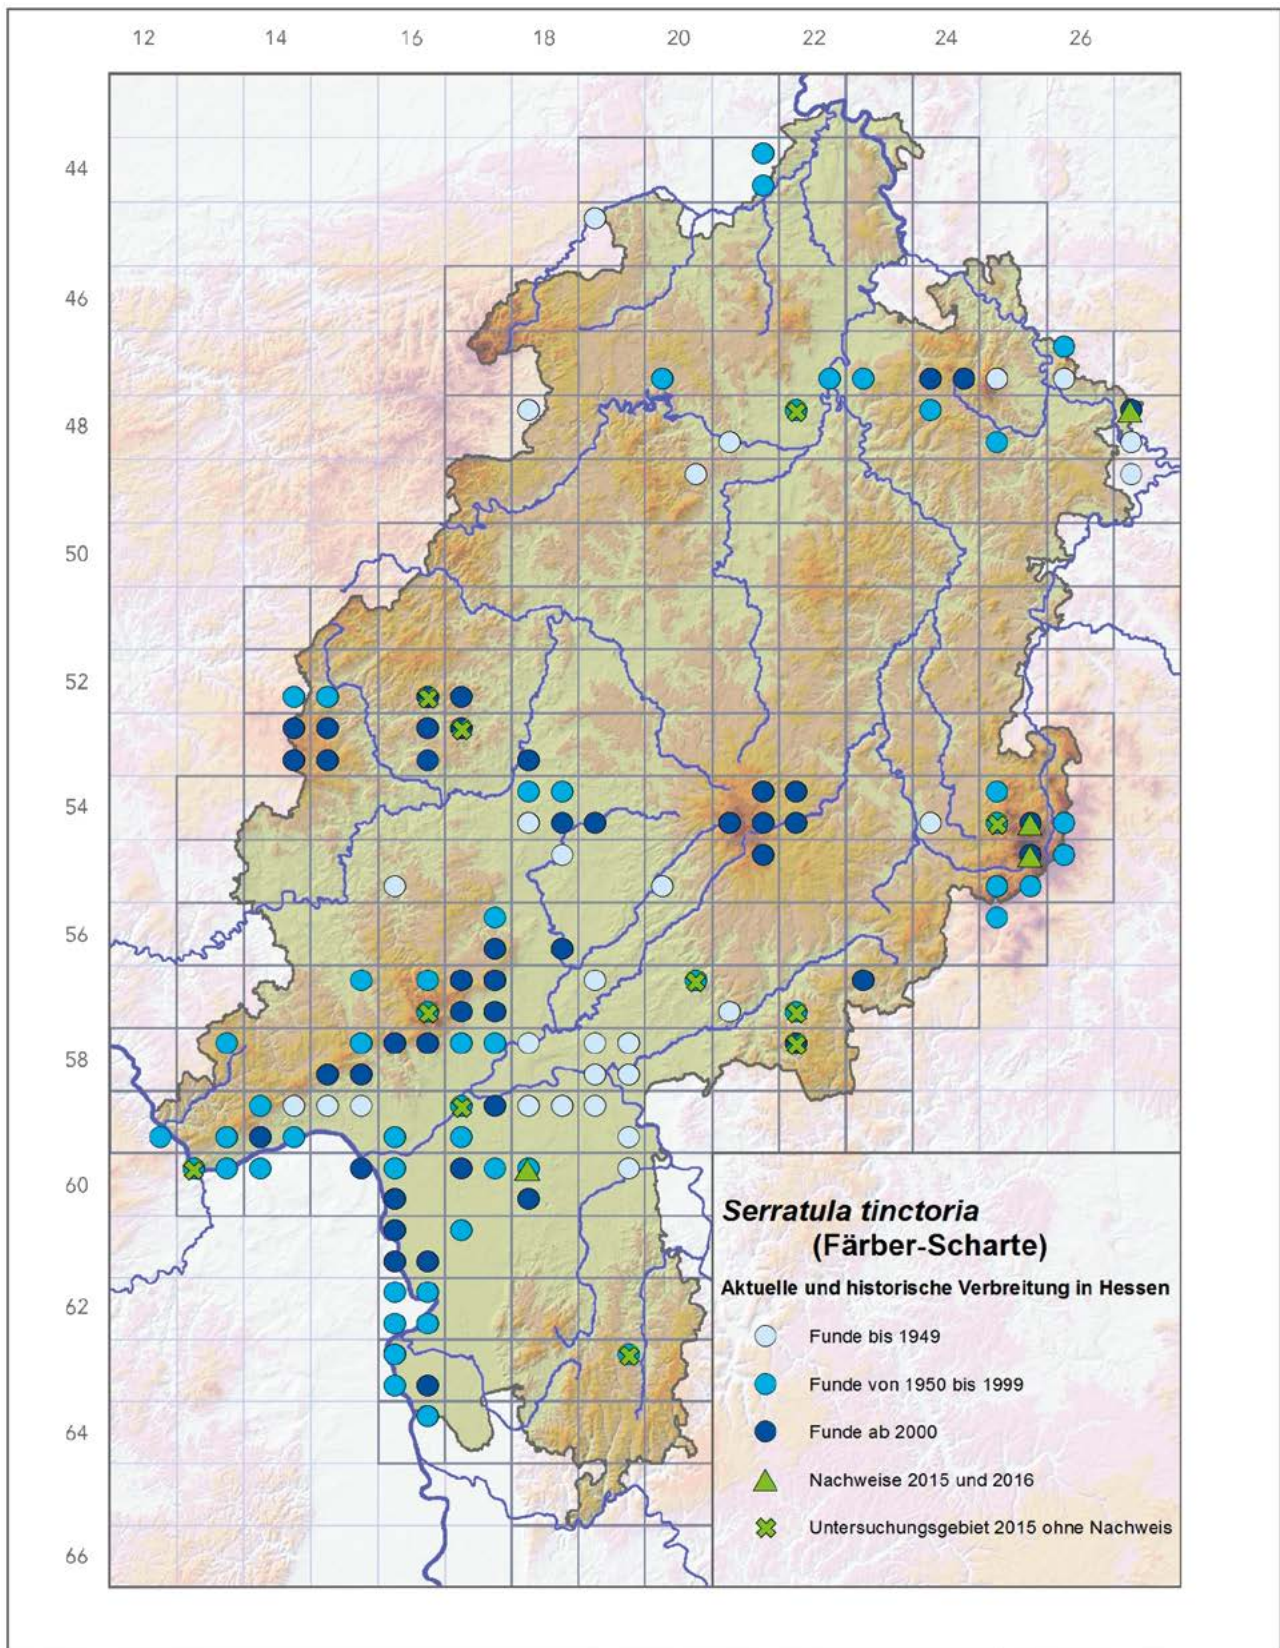 12 14 16 18 20 22 24 26
44
46
48
50
52
54
56
58
60
62
64
66
Serratula tinctoria
(Färber-Scharte)
Aktuelle und historische Verbreitung in Hessen
Funde bis 1949
Funde von 1950 bis 1999
Funde ab 2000
Nachweise 2015 und 2016
Untersuchungsgebiet 2015 ohne Nachweis